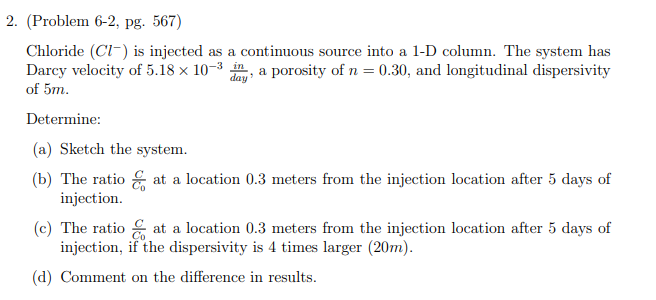 2. (Problem 6-2, pg. 567)
Chloride (Cl⁻) is injected as a continuous source into a 1-D column. The system has
Darcy velocity of 5.18 × 10⁻³ in/day, a porosity of n = 0.30, and longitudinal dispersivity
of 5m.
Determine:
(a) Sketch the system.
(b) The ratio C/C₀ at a location 0.3 meters from the injection location after 5 days of
injection.
(c) The ratio C/C₀ at a location 0.3 meters from the injection location after 5 days of
injection, if the dispersivity is 4 times larger (20m).
(d) Comment on the difference in results.